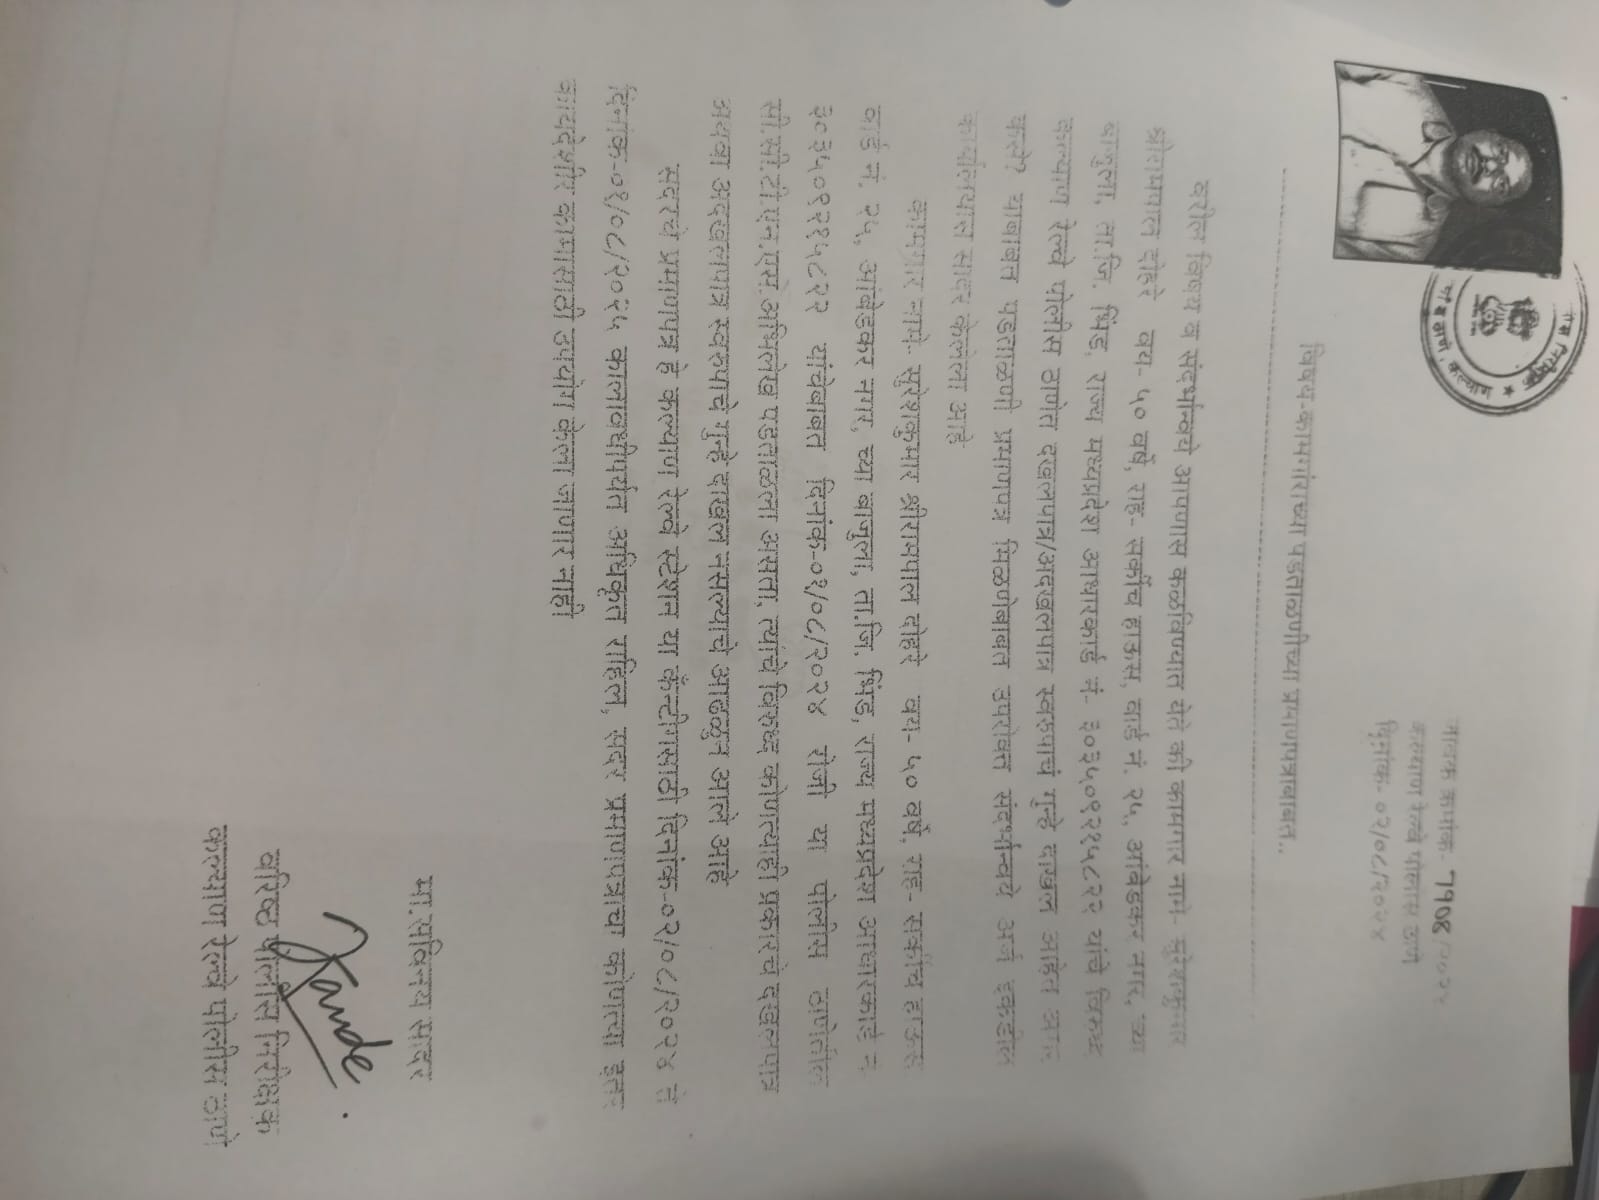 निरीक्षक ★
ठाणे, कल्याण
जावक क्रमांक- 7908/२०२४
कल्याण रेल्वे पोलीस ठाणे
दिनांक- ०२/०८/२०२४
विषय-कामगांराच्या पडताळणीच्या प्रमाणपत्राबाबत..
वरील विषय व संदर्भान्वये आपणास कळविण्यात येते की कामगार नामे- सुरेशकुमार
श्रीरामपाल दोहरे वय- ५० वर्षे, राह- सर्कीच हाऊस, वार्ड नं. २५, आंबेडकर नगर, च्या
बाजुला, ता.जि. भिंड, राज्य मध्यप्रदेश आधारकार्ड नं- ३०३५०९२१५८२२ यांचे विरुध्द
कल्याण रेल्वे पोलीस ठाणेत दखलपात्र/अदखलपात्र स्वरुपाचं गुन्हे दाखल आहेत अगर
कसे? याबाबत पडताळणी प्रमाणपत्र मिळणेबाबत उपरोक्त संदर्भान्वये अर्ज इकडील
कार्यालयास सादर केलेला आहे
कामगार नामे- सुरेशकुमार श्रीरामपाल दोहरे वय- ५० वर्षे, राह- सर्कीच हाऊस
वार्ड नं. २५, आंबेडकर नगर, च्या बाजुला, ता.जि. भिंड, राज्य मध्यप्रदेश आधारकार्ड नं
३०३५०९२१५८२२ यांचेबाबत दिनांक-०१/०८/२०२४ रोजी या पोलीस ठाणेतील
सी.सी.टी.एन.एसे.अभिलेख पडताळला असता, त्यांचे विरुध्द कोणत्याही प्रकारचे दखलपात्र
अथवा अदखलपात्र स्वरुपाचे गुन्हे दाखल नसल्याचे आढळुन आले आहे
सदरचे प्रमाणपत्र हे कल्याण रेल्वे स्टेशन या कॅंन्टीगसाठी दिनांक-०२/०८/२०२४ ते
दिनांक-०१/०८/२०२५ कालावधीपर्यंत अधिकृत राहिल, सदर प्रमाणपत्राचा कोणत्या इतर
कायदेशीर कामासाठी उपयोग केला जाणार नाही
मा.सविनय सादर
वरिष्ठ पोलीस निरीक्षक
कल्याण रेल्वे पोलीस ठाणे